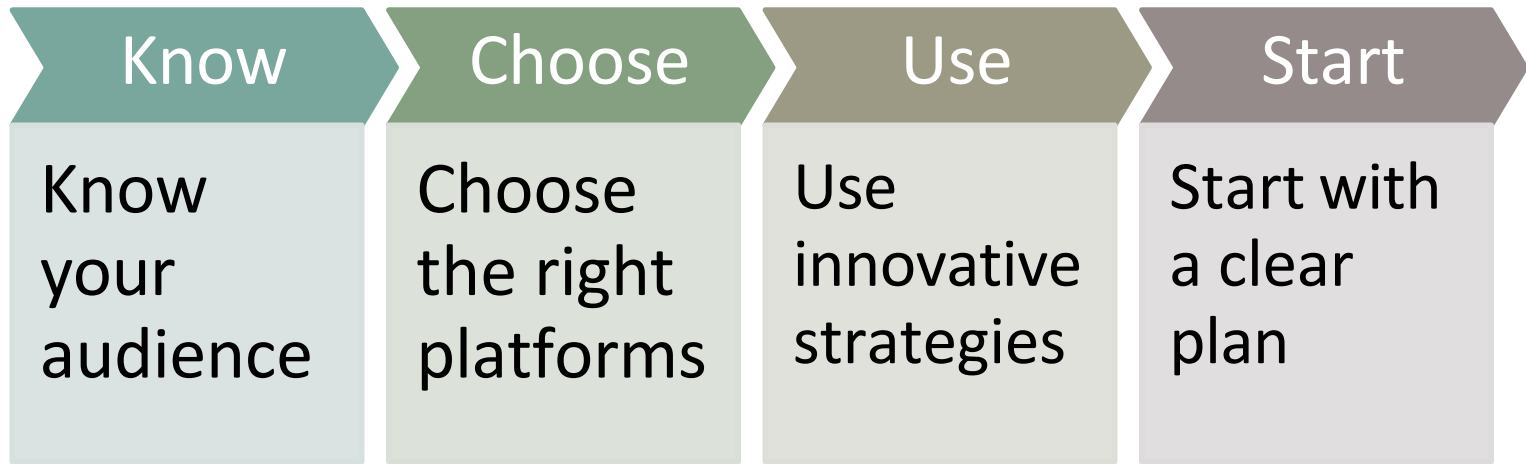 Know
Know
your
audience
Choose
Choose
the right
platforms
Use
Use
innovative
strategies
Start
Start with
a clear
plan